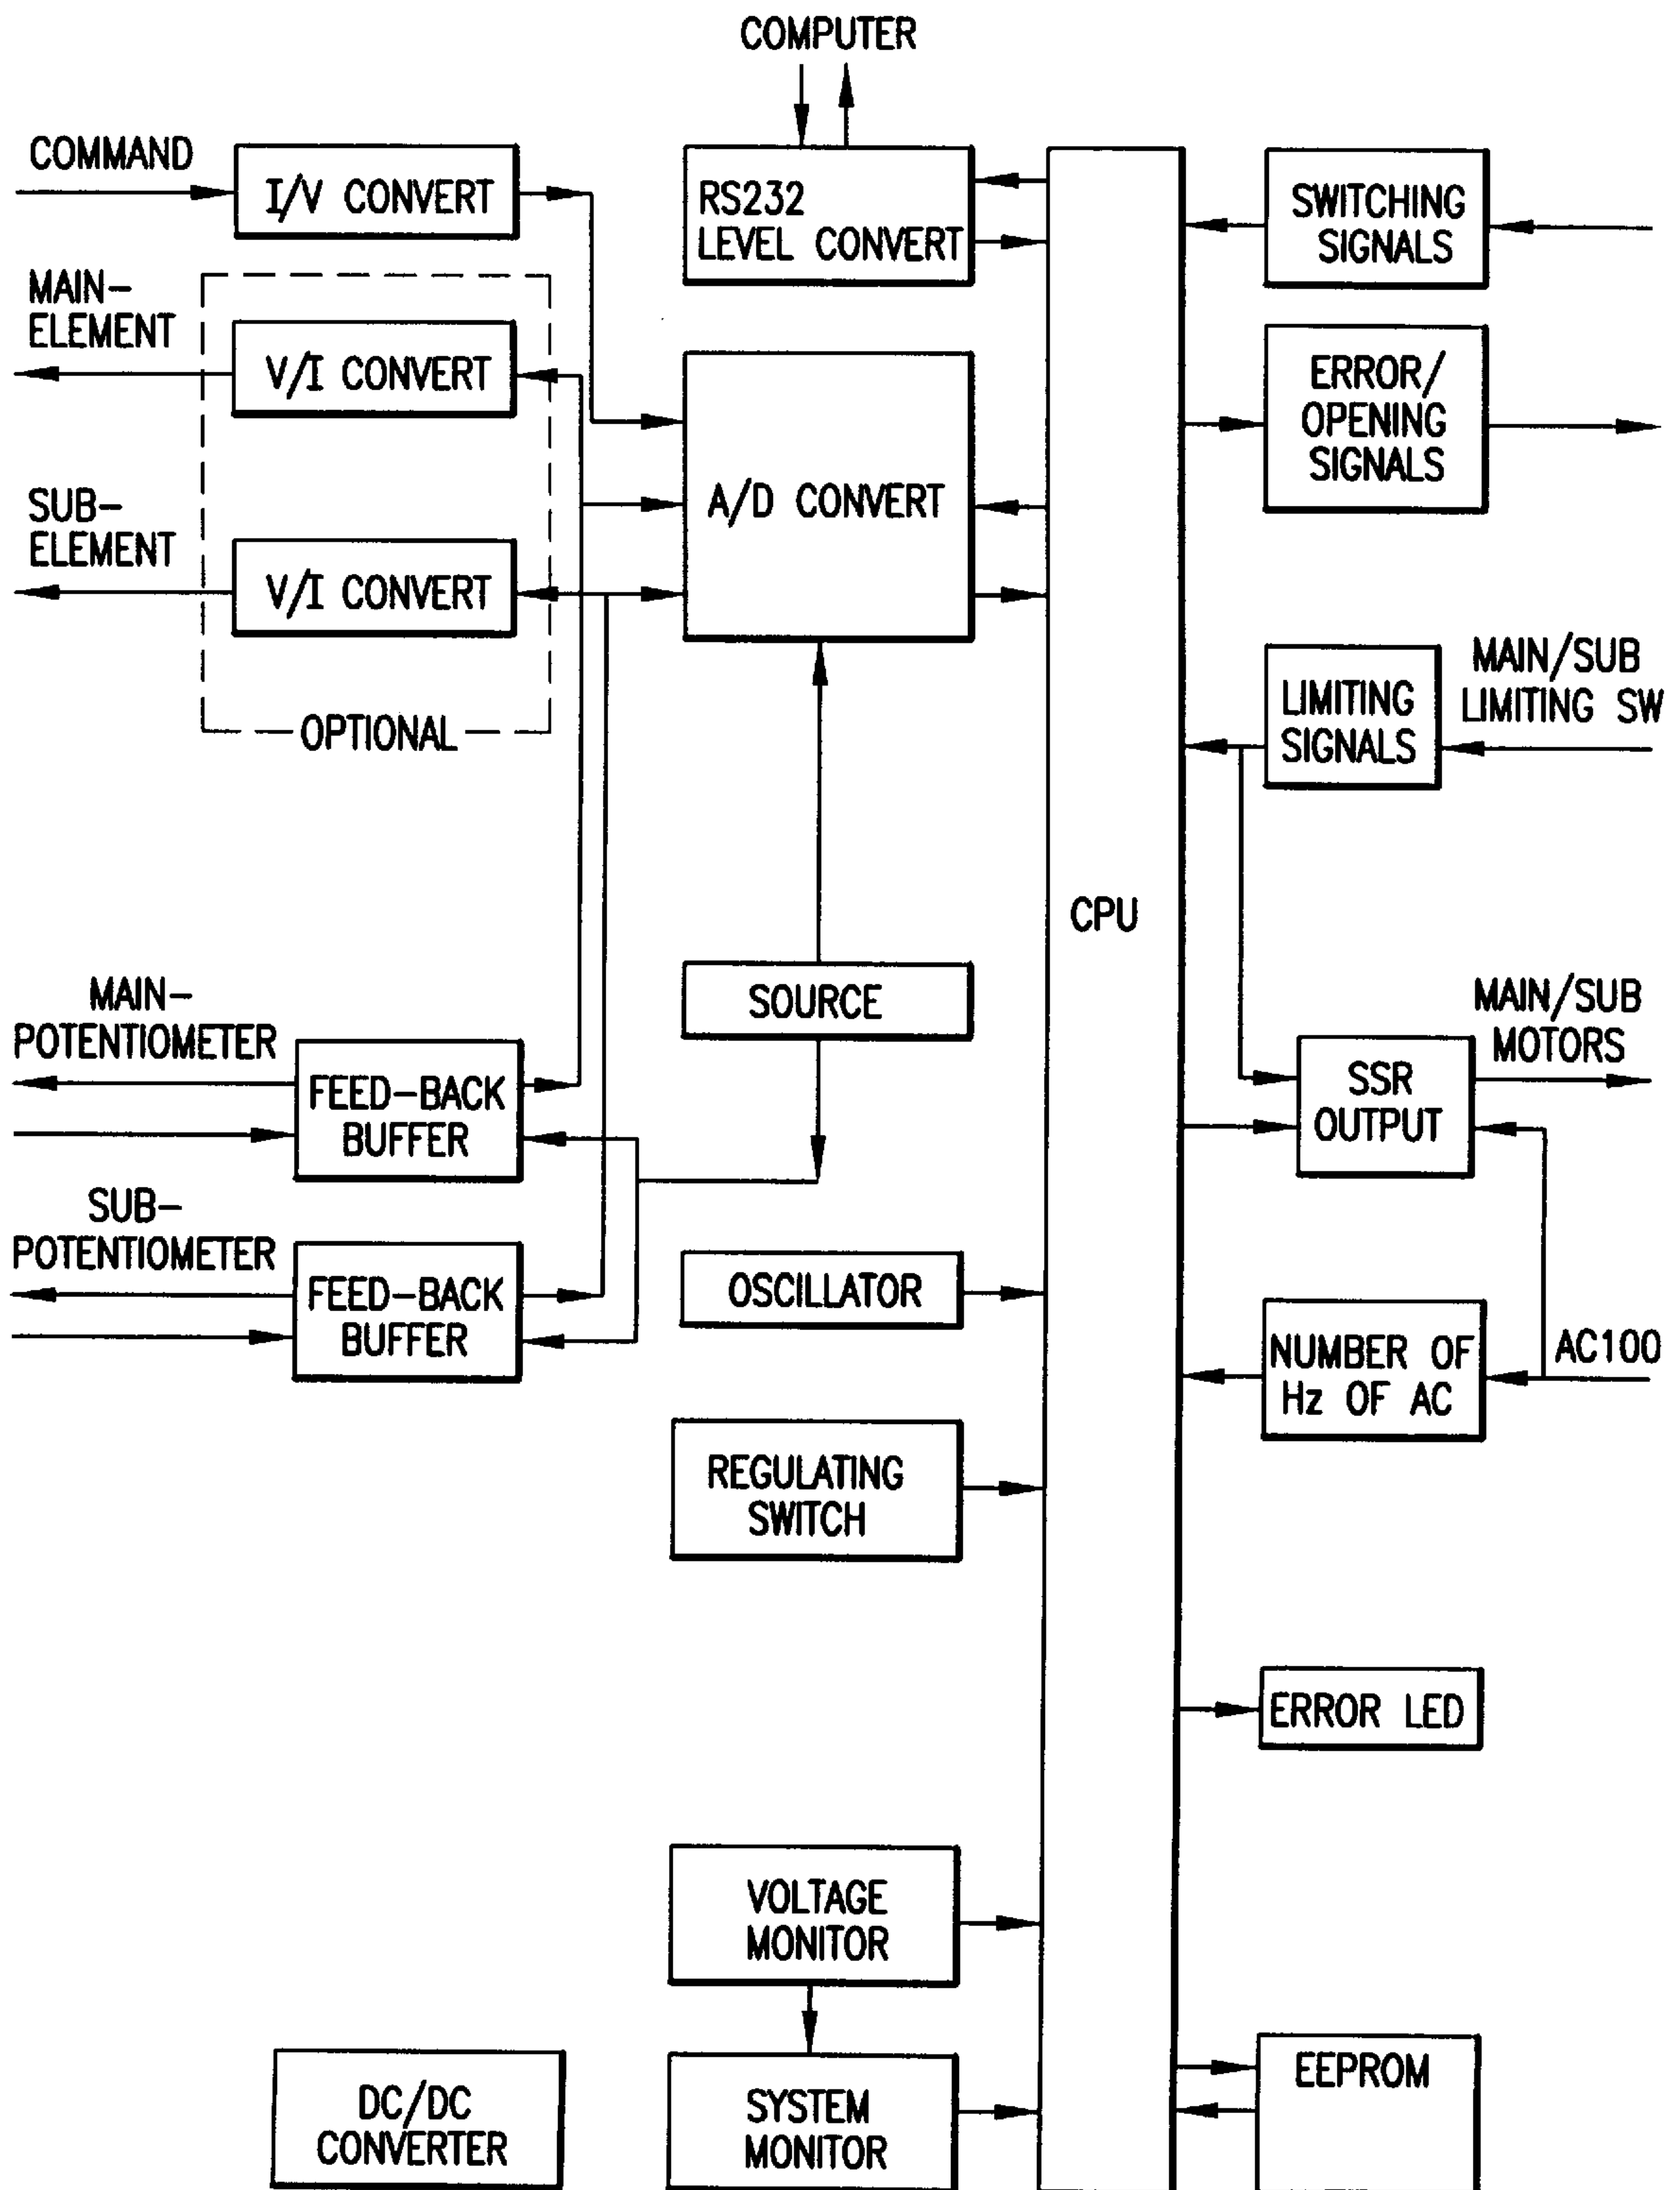 COMPUTER
COMMAND
I/V CONVERT
RS232
LEVEL CONVERT
SWITCHING
SIGNALS
MAIN-
ELEMENT
V/I CONVERT
ERROR/
OPENING
SIGNALS
A/D CONVERT
SUB-
ELEMENT
V/I CONVERT
OPTIONAL
LIMITING
SIGNALS
MAIN/SUB
LIMITING SW
CPU
SOURCE
MAIN-
POTENTIOMETER
FEED-BACK
BUFFER
MAIN/SUB
MOTORS
SSR
OUTPUT
SUB-
POTENTIOMETER
FEED-BACK
BUFFER
OSCILLATOR
NUMBER OF
Hz OF AC
AC100
REGULATING
SWITCH
ERROR LED
VOLTAGE
MONITOR
DC/DC
CONVERTER
SYSTEM
MONITOR
EEPROM